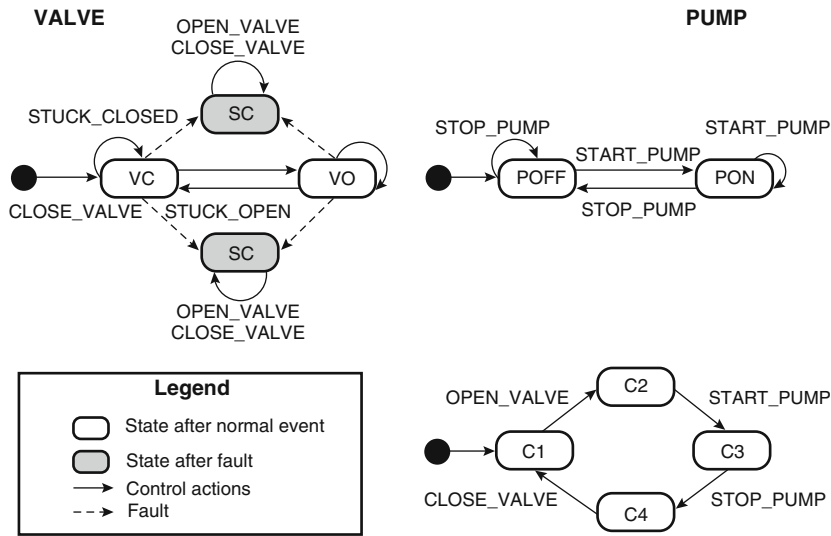 VALVE
PUMP
OPEN_VALVE
CLOSE_VALVE
SC
STUCK_CLOSED
VC
VO
CLOSE_VALVE
STUCK_OPEN
SC
OPEN_VALVE
CLOSE_VALVE
STOP_PUMP
START_PUMP
START_PUMP
POFF
PON
STOP_PUMP
Legend
State after normal event
State after fault
Control actions
Fault
OPEN_VALVE
C2
START_PUMP
C1
C3
CLOSE_VALVE
C4
STOP_PUMP